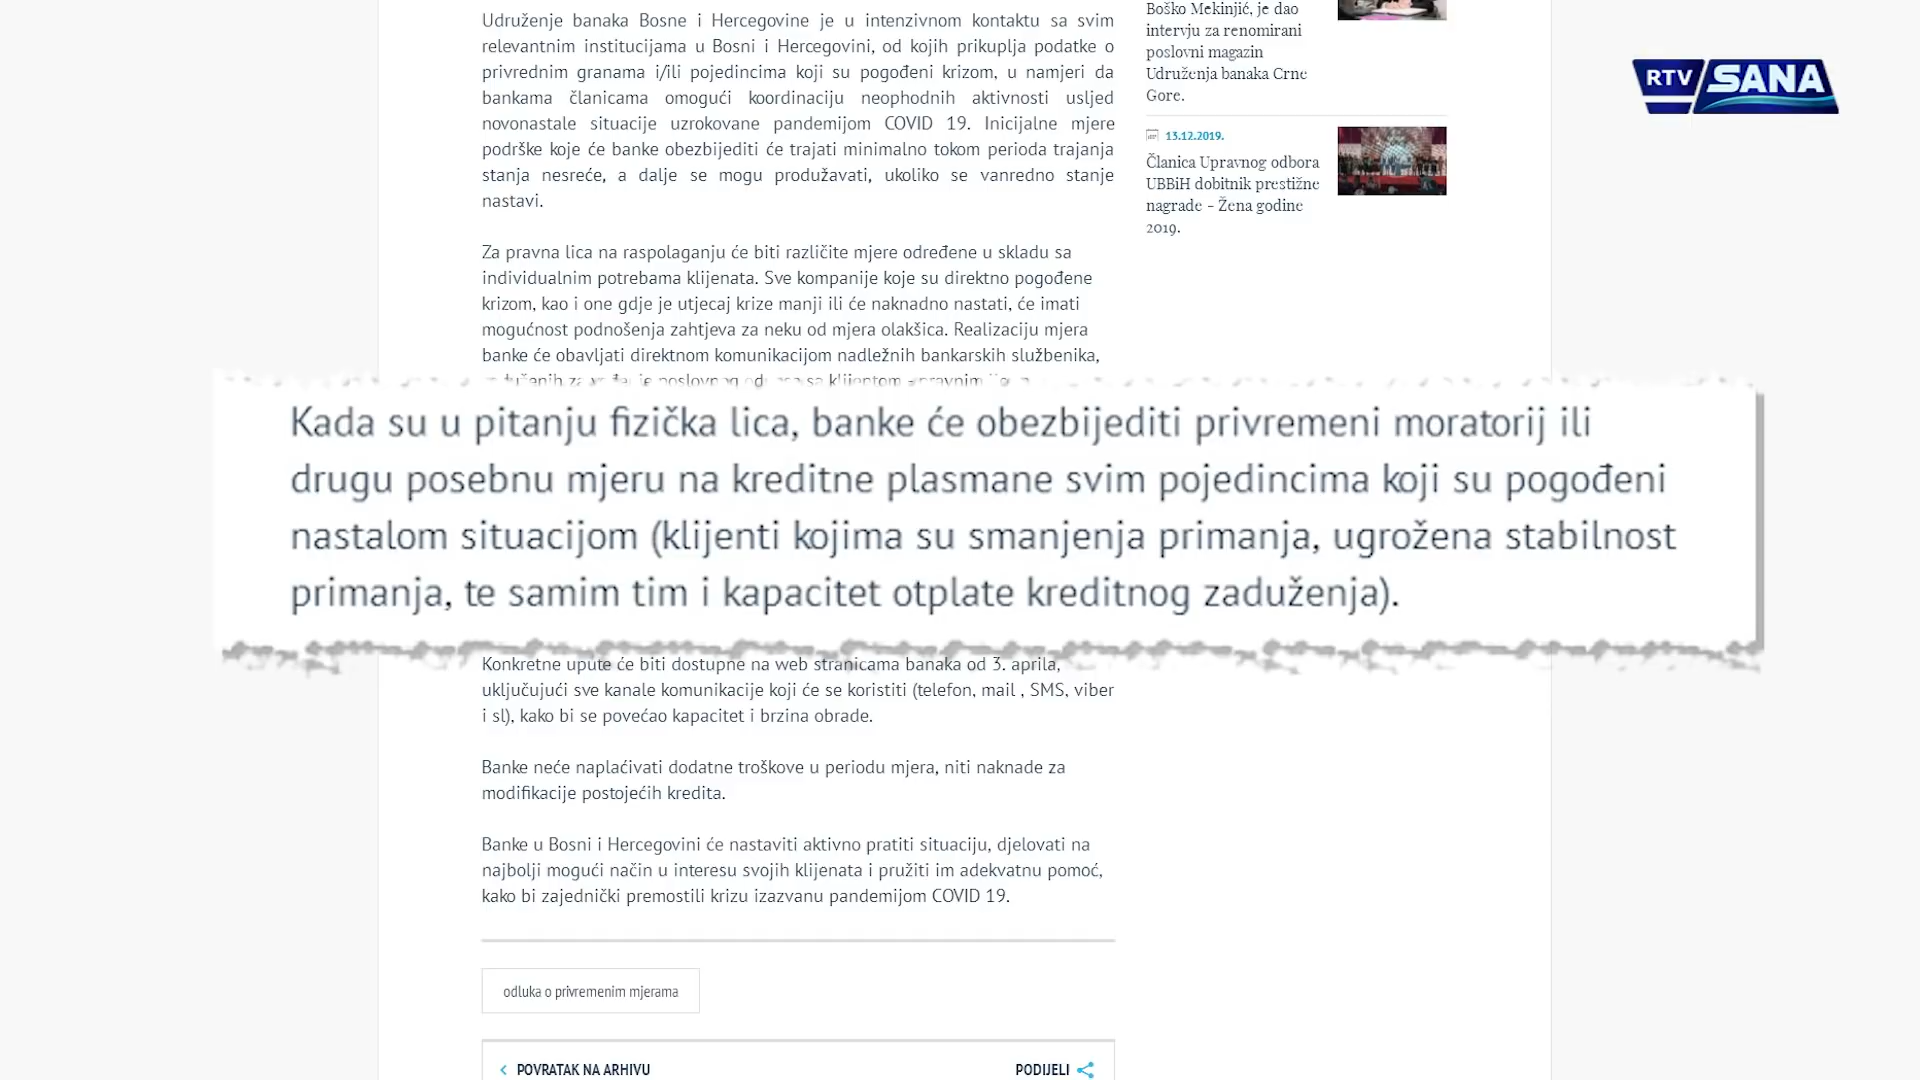 Udruženje banaka Bosne i Hercegovine je u intenzivnom kontaktu sa svim
relevantnim institucijama u Bosni i Hercegovini, od kojih prikuplja podatke o
privrednim granama i/ili pojedincima koji su pogođeni krizom, u namjeri da
bankama članicama omogući koordinaciju neophodnih aktivnosti usljed
novonastale situacije uzrokovane pandemijom COVID 19. Inicijalne mjere
podrške koje će banke obezbijediti će trajati minimalno tokom perioda trajanja
stanja nesreće, a dalje se mogu produžavati, ukoliko se vanredno stanje
nastavi.
Za pravna lica na raspolaganju će biti različite mjere određene u skladu sa
individualnim potrebama klijenata. Sve kompanije koje su direktno pogođene
krizom, kao i one gdje je utjecaj krize manji ili će naknadno nastati, će imati
mogućnost podnošenja zahtjeva za neku od mjera olakšica. Realizaciju mjera
banke će obavljati direktnom komunikacijom nadležnih bankarskih službenika,
poslovnog sa klijentom - pravnim
Kada su u pitanju fizička lica, banke će obezbijediti privremeni moratorij ili
drugu posebnu mjeru na kreditne plasmane svim pojedincima koji su pogođeni
nastalom situacijom (klijenti kojima su smanjenja primanja, ugrožena stabilnost
primanja, te samim tim i kapacitet otplate kreditnog zaduženja).
Konkretne upute će biti dostupne na web stranicama banaka od 3. aprila,
uključujući sve kanale komunikacije koji će se koristiti (telefon, mail , SMS, viber
i sl), kako bi se povećao kapacitet i brzina obrade.
Banke neće naplaćivati dodatne troškove u periodu mjera, niti naknade za
modifikacije postojećih kredita.
Banke u Bosni i Hercegovini će nastaviti aktivno pratiti situaciju, djelovati na
najbolji mogući način u interesu svojih klijenata i pružiti im adekvatnu pomoć,
kako bi zajednički premostili krizu izazvanu pandemijom COVID 19.
odluka o privremenim mjerama
POVRATAK NA ARHIVU
PODIJELI
Boško Mekinjić, je dao
intervju za renomirani
poslovni magazin
Udruženja banaka Crne
Gore.
13.12.2019.
Članica Upravnog odbora
UBBiH dobitnik prestižne
nagrade - Žena godine
2019.
RTV SANA